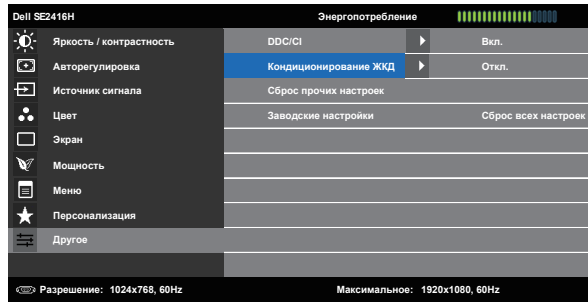 Dell SE2416H Энергопотребление
Яркость / контрастность DDC/CI Вкл.
Авторегулировка Кондиционирование ЖКД Откл.
Источник сигнала Сброс прочих настроек
Цвет Заводские настройки Сброс всех настроек
Экран
Мощность
Меню
Персонализация
Другое
Разрешение: 1024x768, 60Hz Максимальное: 1920x1080, 60Hz